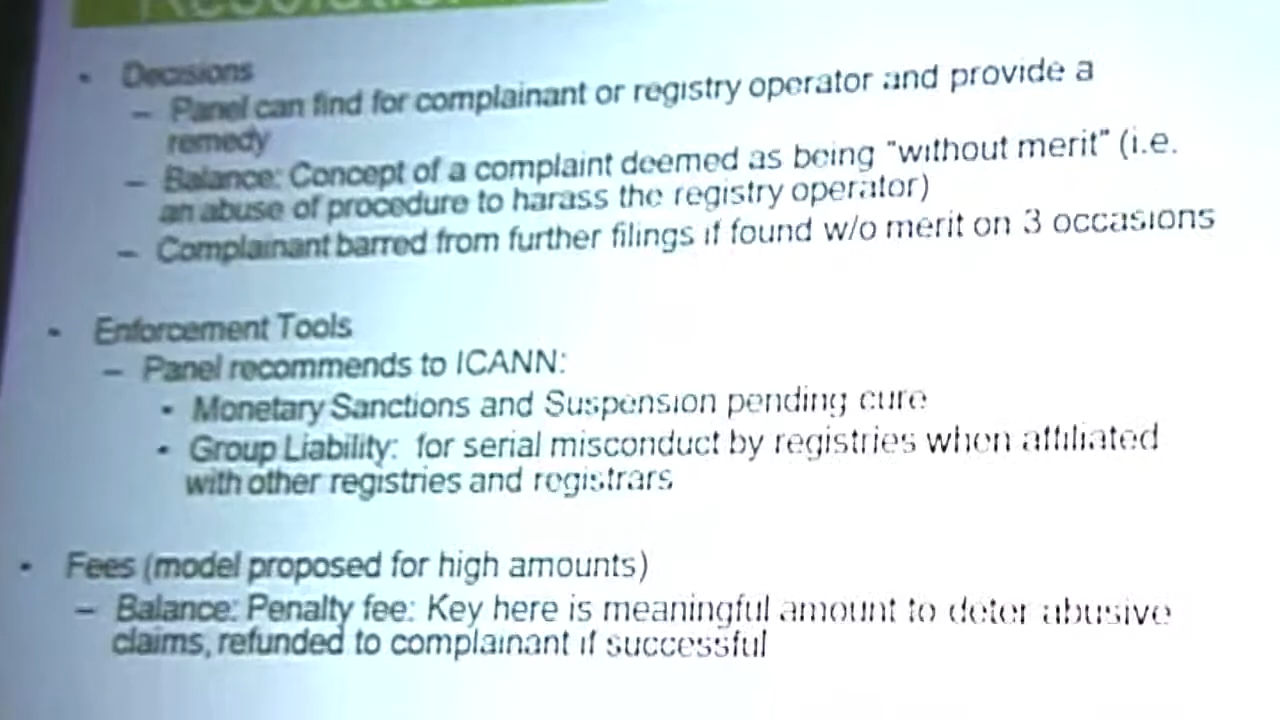 Resolution
• Decisions
– Panel can find for complainant or registry operator and provide a
remedy
– Balance: Concept of a complaint deemed as being "without merit" (i.e.
an abuse of procedure to harass the registry operator)
– Complainant barred from further filings if found w/o merit on 3 occasions
• Enforcement Tools
– Panel recommends to ICANN:
• Monetary Sanctions and Suspension pending cure
• Group Liability: for serial misconduct by registries when affiliated
with other registries and registrars
• Fees (model proposed for high amounts)
– Balance: Penalty fee: Key here is meaningful amount to deter abusive
claims, refunded to complainant if successful